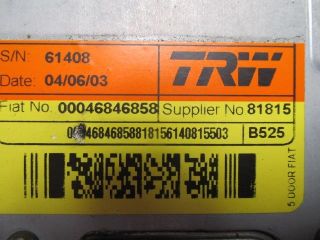 S/N: 61408
TRW
Date: 04/06/03
Fiat No. 00046846858 Supplier No 81815
00046846858818156140815503 B525
5 DOOR FIAT